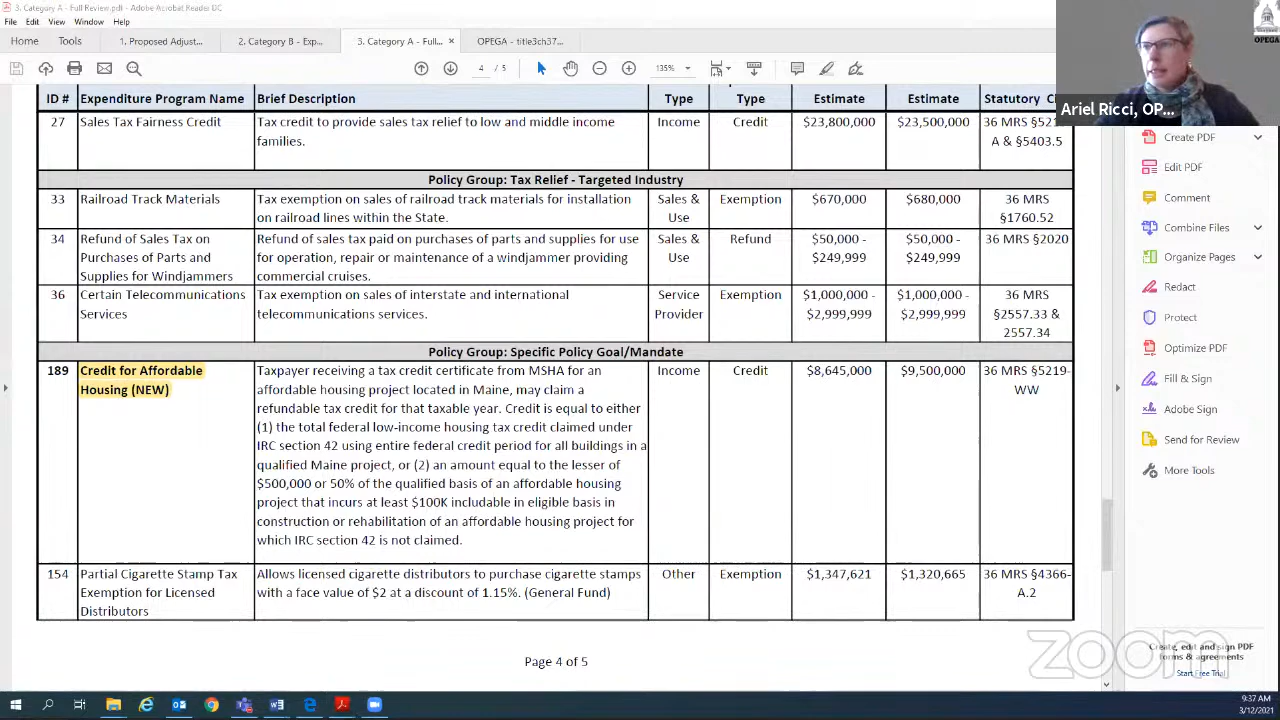 3. Category A - Full Review.pdf - Adobe Acrobat Reader DC
File Edit View Window Help
Home Tools 1. Proposed Adjust... 2. Category B - Exp... 3. Category A - Full... × OPEGA - title3ch37...
4 / 5 135%
OPEGA
Ariel Ricci, OP...
ID # Expenditure Program Name Brief Description Type Type Estimate Estimate Statutory
27 Sales Tax Fairness Credit Tax credit to provide sales tax relief to low and middle income Income Credit $23,800,000 $23,500,000 36 MRS
families. A & §5403.5
Policy Group: Tax Relief - Targeted Industry
33 Railroad Track Materials Tax exemption on sales of railroad track materials for installation Sales & Exemption $670,000 $680,000 36 MRS
on railroad lines within the State. Use §1760.52
34 Refund of Sales Tax on Refund of sales tax paid on purchases of parts and supplies for use Sales & Refund $50,000 - $50,000 - 36 MRS §2020
Purchases of Parts and for operation, repair or maintenance of a windjammer providing Use $249,999 $249,999
Supplies for Windjammers commercial cruises.
36 Certain Telecommunications Tax exemption on sales of interstate and international Service Exemption $1,000,000 - $1,000,000 - 36 MRS
Services telecommunications services. Provider $2,999,999 $2,999,999 §2557.33 &
2557.34
Policy Group: Specific Policy Goal/Mandate
189 Credit for Affordable Taxpayer receiving a tax credit certificate from MSHA for an Income Credit $8,645,000 $9,500,000 36 MRS §5219-
Housing (NEW) affordable housing project located in Maine, may claim a WW
refundable tax credit for that taxable year. Credit is equal to either
(1) the total federal low-income housing tax credit claimed under
IRC section 42 using entire federal credit period for all buildings in a
qualified Maine project, or (2) an amount equal to the lesser of
$500,000 or 50% of the qualified basis of an affordable housing
project that incurs at least $100K includable in eligible basis in
construction or rehabilitation of an affordable housing project for
which IRC section 42 is not claimed.
154 Partial Cigarette Stamp Tax Allows licensed cigarette distributors to purchase cigarette stamps Other Exemption $1,347,621 $1,320,665 36 MRS §4366-
Exemption for Licensed with a face value of $2 at a discount of 1.15%. (General Fund) A.2
Distributors
Page 4 of 5
Create PDF
Edit PDF
Comment
Combine Files
Organize Pages
Redact
Protect
Optimize PDF
Fill & Sign
Adobe Sign
Send for Review
More Tools
zoom
Create, edit and sign PDF
forms & agreements
Start Free Trial
9:37 AM
3/12/2021